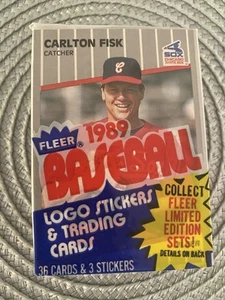 CARLTON FISK
CATCHER
SOX
C
FLEER
1989
BASEBALL
LOGO STICKERS
& TRADING
CARDS
COLLECT
FLEER
LIMITED
EDITION
SETS!
DETAILS ON BACK
36 CARDS & 3 STICKERS